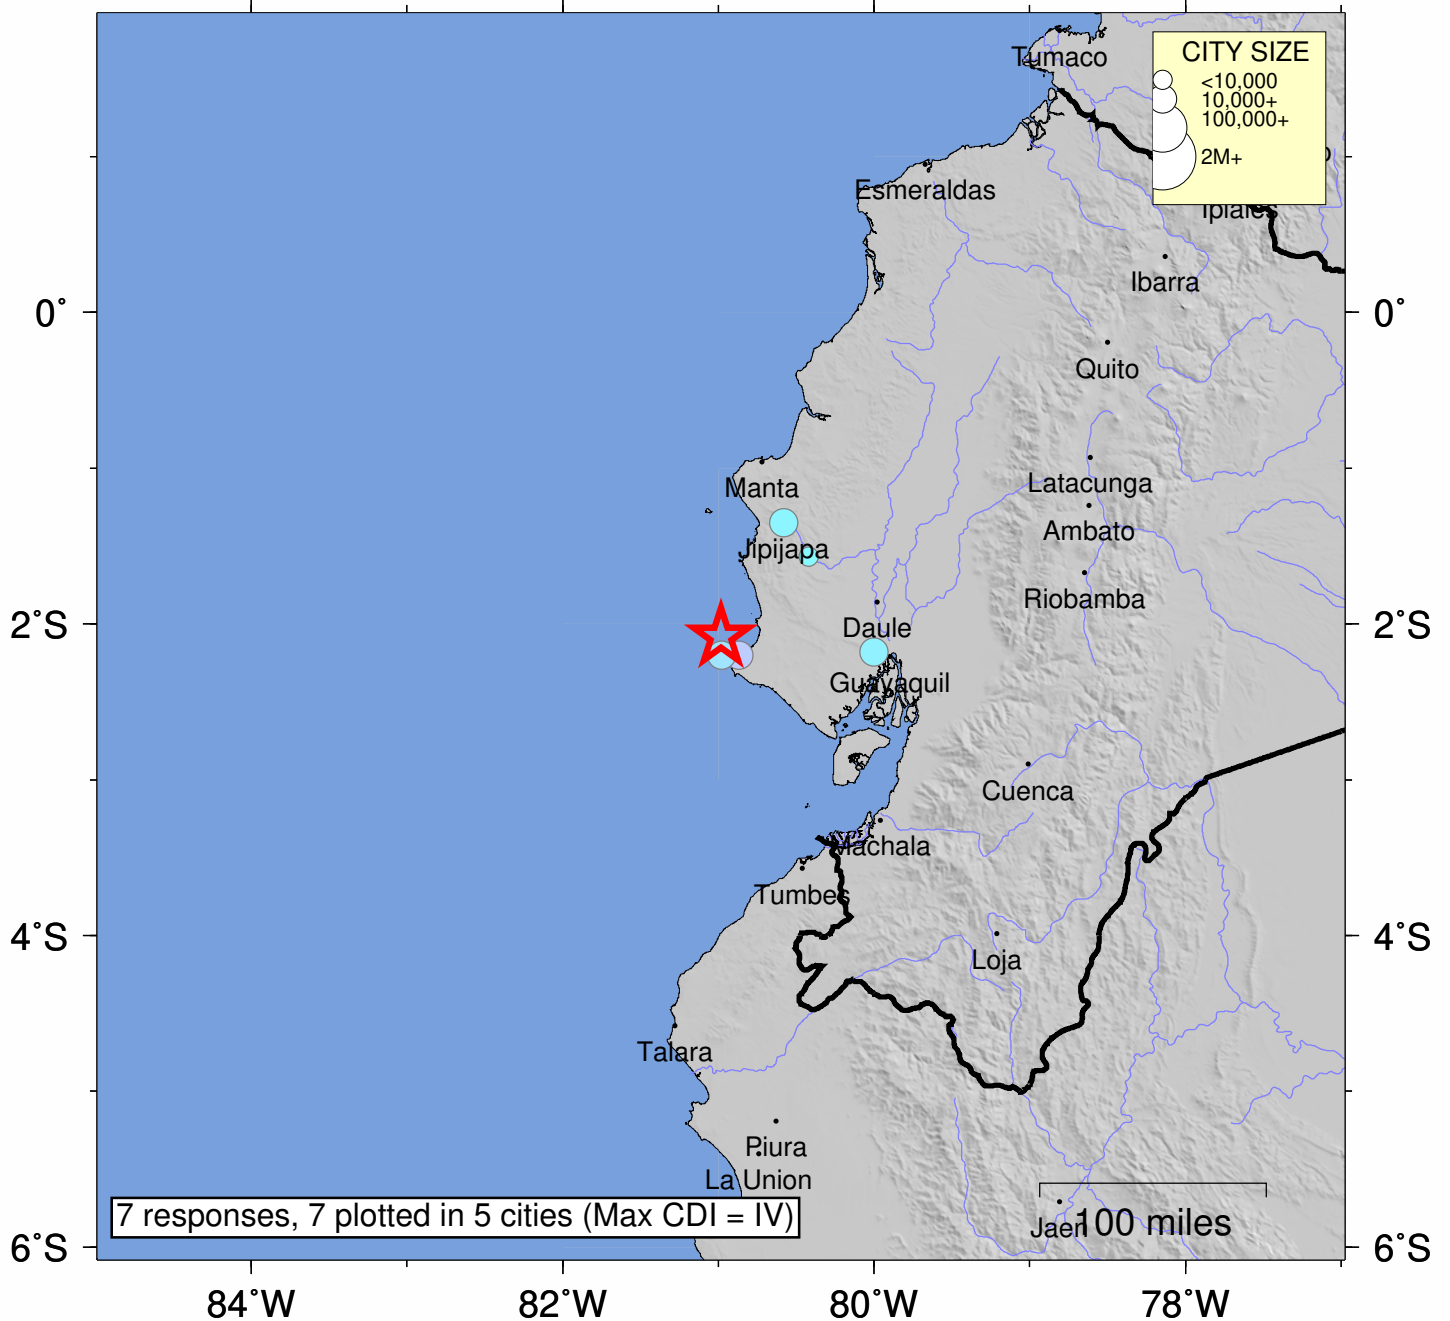 Tumaco
CITY SIZE
<10,000
10,000+
100,000+
2M+
Esmeraldas
Ipiales
Ibarra
0°
0°
Quito
Manta
Latacunga
Ambato
Jipijapa
Riobamba
2°S
Daule
2°S
Guayaquil
Cuenca
Machala
Tumbes
4°S
Loja
4°S
Talara
Piura
La Union
7 responses, 7 plotted in 5 cities (Max CDI = IV)
Jaen
100 miles
6°S
6°S
84°W
82°W
80°W
78°W